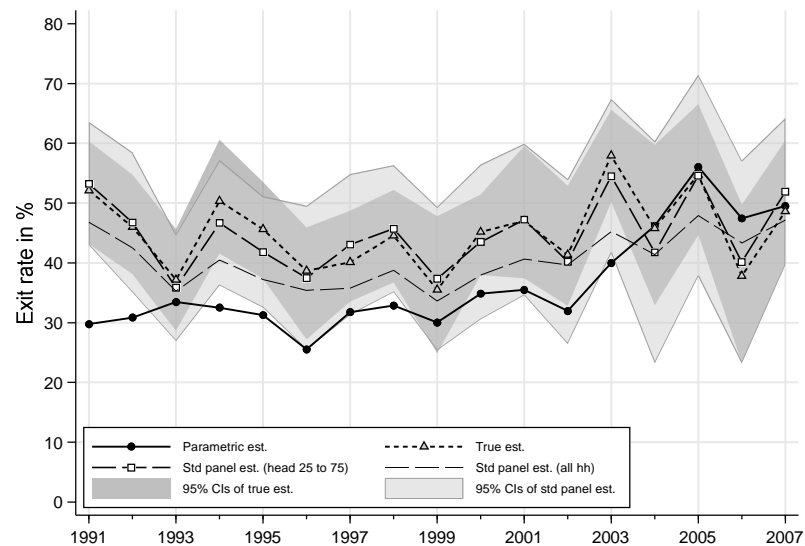 80
70
60
50
40
30
20
10
0
Exit rate in %
Parametric est. True est.
Std panel est. (head 25 to 75) Std panel est. (all hh)
95% CIs of true est. 95% CIs of std panel est.
1991 1993 1995 1997 1999 2001 2003 2005 2007